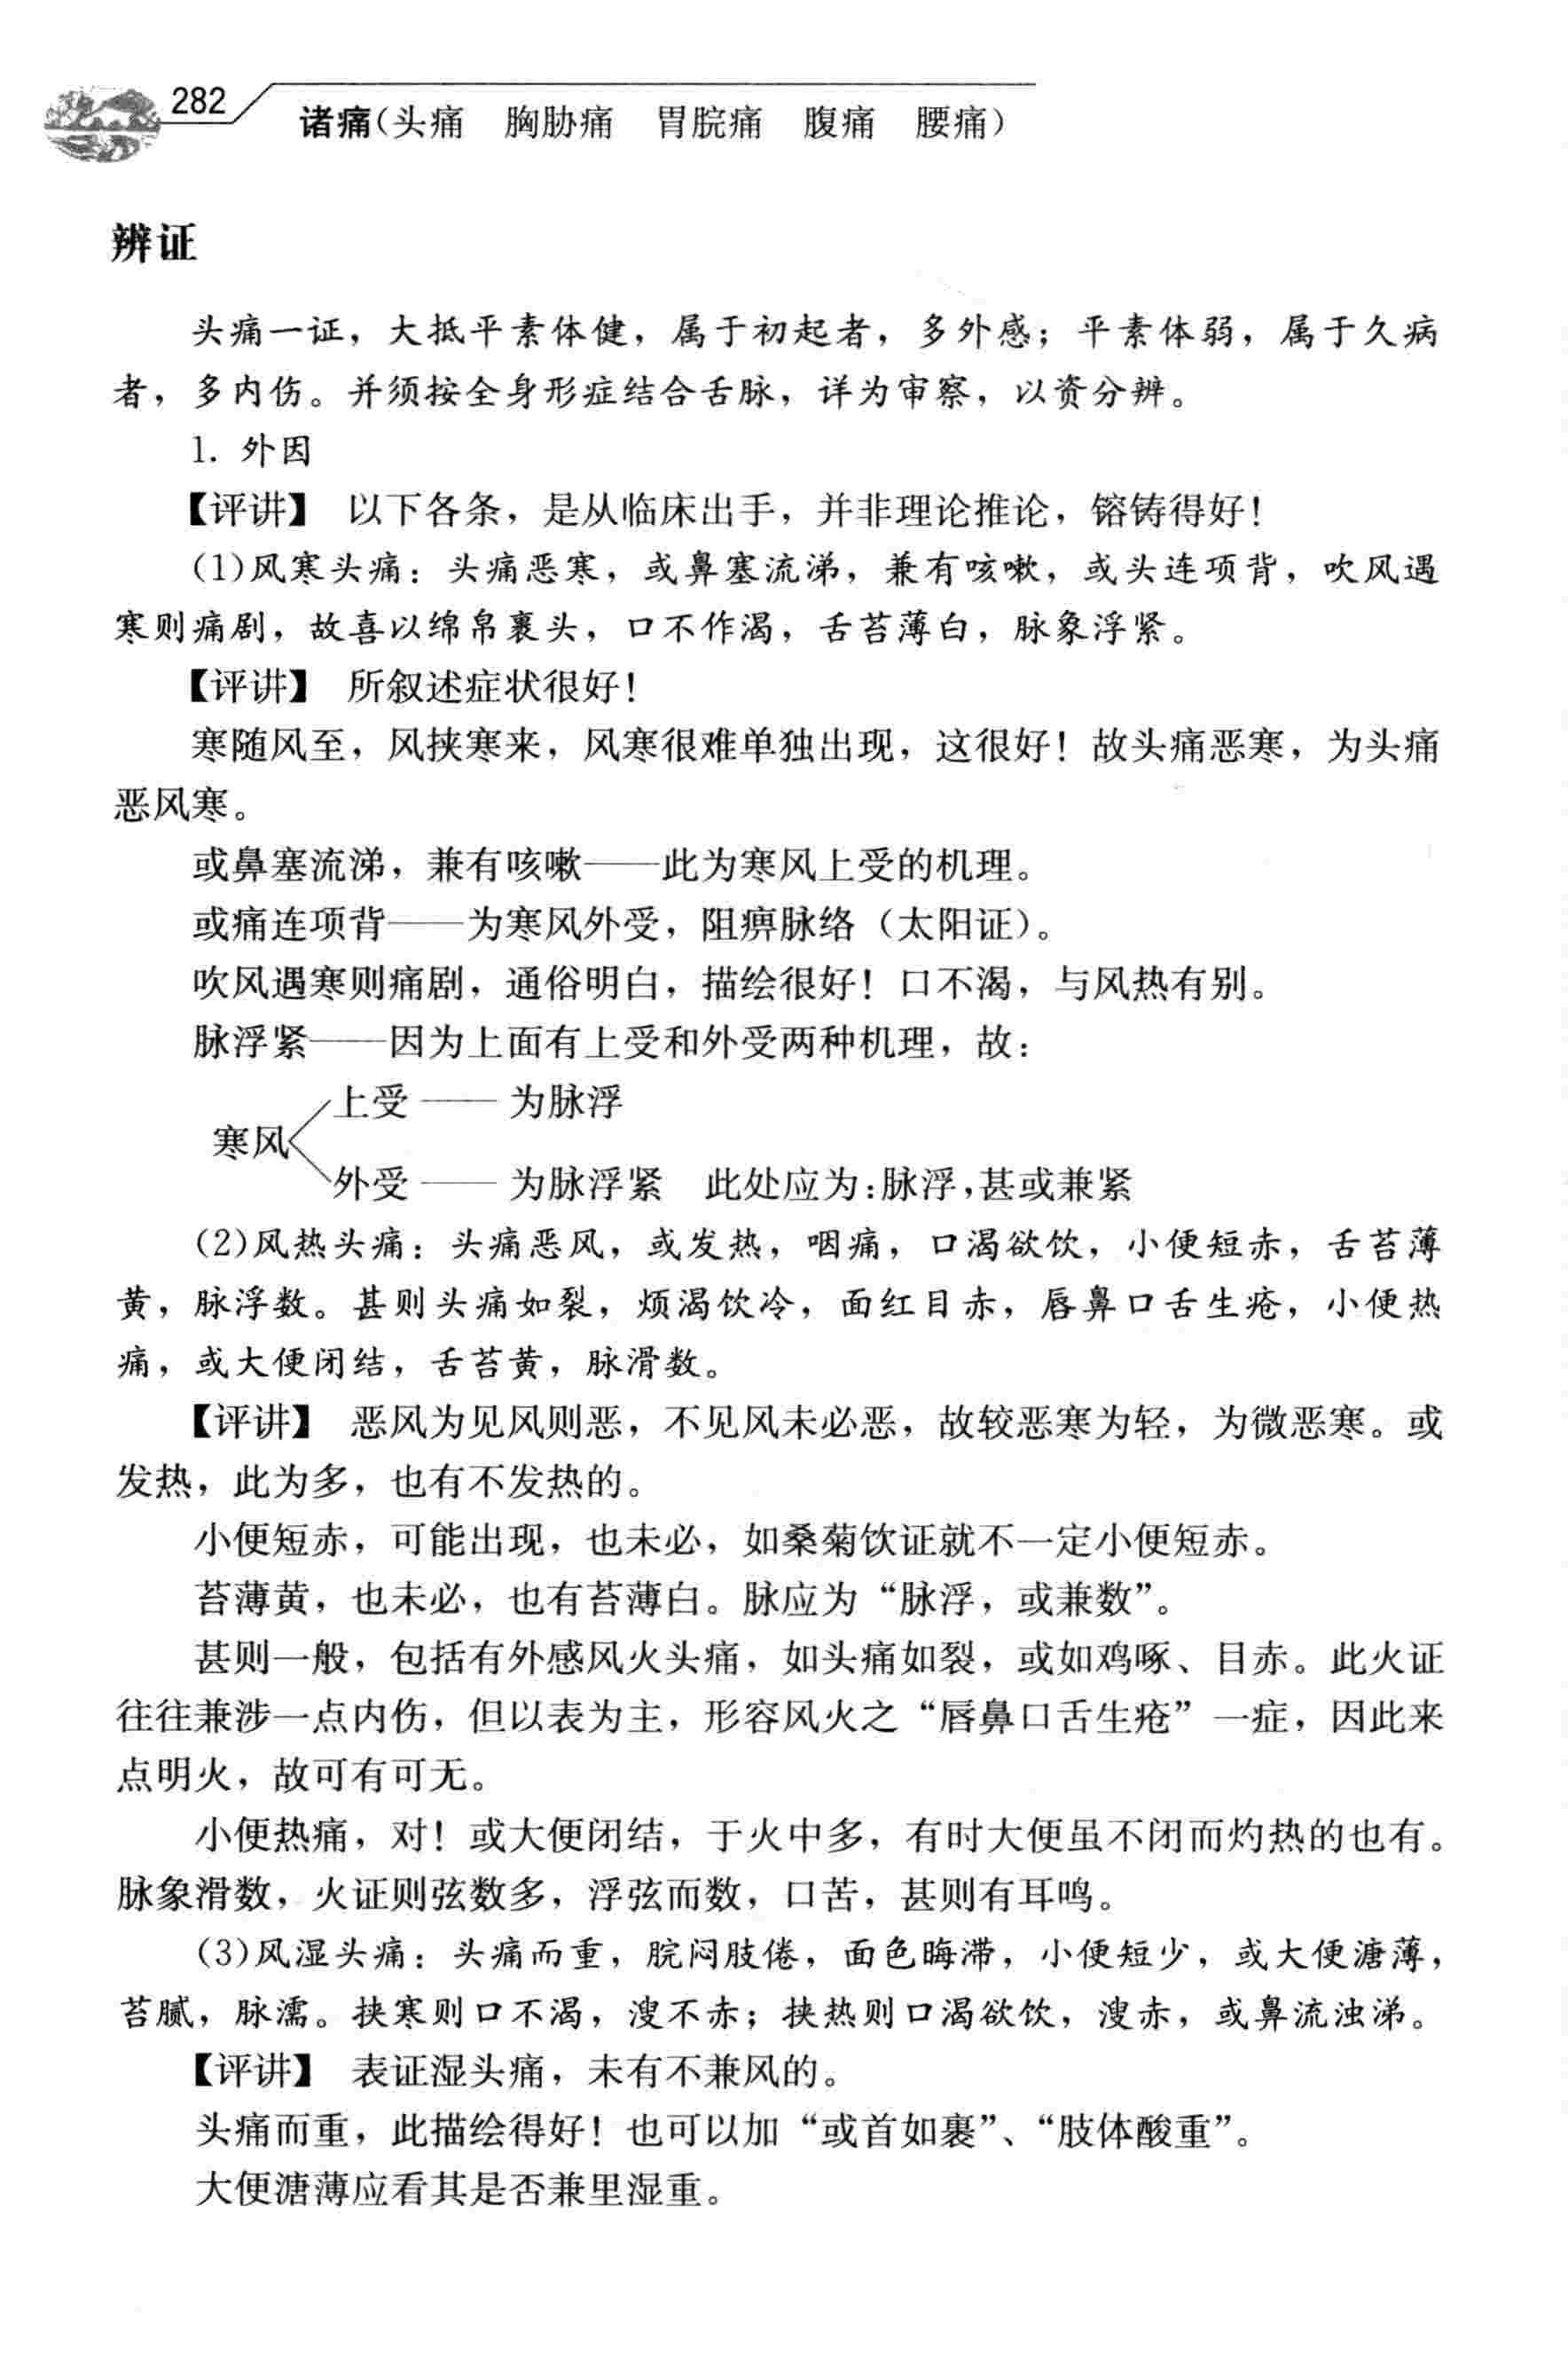 282
诸痛(头痛 胸胁痛 胃脘痛 腹痛 腰痛)
辨证
头痛一证，大抵平素体健，属于初起者，多外感；平素体弱，属于久病
者，多内伤。并须按全身形症结合舌脉，详为审察，以资分辨。
1. 外因
【评讲】 以下各条，是从临床出手，并非理论推论，镕铸得好！
(1)风寒头痛：头痛恶寒，或鼻塞流涕，兼有咳嗽，或头连项背，吹风遇
寒则痛剧，故喜以绵帛裹头，口不作渴，舌苔薄白，脉象浮紧。
【评讲】 所叙述症状很好！
寒随风至，风挟寒来，风寒很难单独出现，这很好！故头痛恶寒，为头痛
恶风寒。
或鼻塞流涕，兼有咳嗽——此为寒风上受的机理。
或痛连项背——为寒风外受，阻痹脉络（太阳证）。
吹风遇寒则痛剧，通俗明白，描绘很好！口不渴，与风热有别。
脉浮紧——因为上面有上受和外受两种机理，故：
上受 —— 为脉浮
寒风
外受 —— 为脉浮紧 此处应为：脉浮，甚或兼紧
(2)风热头痛：头痛恶风，或发热，咽痛，口渴欲饮，小便短赤，舌苔薄
黄，脉浮数。甚则头痛如裂，烦渴饮冷，面红目赤，唇鼻口舌生疮，小便热
痛，或大便闭结，舌苔黄，脉滑数。
【评讲】 恶风为见风则恶，不见风未必恶，故较恶寒为轻，为微恶寒。或
发热，此为多，也有不发热的。
小便短赤，可能出现，也未必，如桑菊饮证就不一定小便短赤。
苔薄黄，也未必，也有苔薄白。脉应为“脉浮，或兼数”。
甚则一般，包括有外感风火头痛，如头痛如裂，或如鸡啄、目赤。此火证
往往兼涉一点内伤，但以表为主，形容风火之“唇鼻口舌生疮”一症，因此来
点明火，故可有可无。
小便热痛，对！或大便闭结，于火中多，有时大便虽不闭而灼热的也有。
脉象滑数，火证则弦数多，浮弦而数，口苦，甚则有耳鸣。
(3)风湿头痛：头痛而重，脘闷肢倦，面色晦滞，小便短少，或大便溏薄，
苔腻，脉濡。挟寒则口不渴，溲不赤；挟热则口渴欲饮，溲赤，或鼻流浊涕。
【评讲】 表证湿头痛，未有不兼风的。
头痛而重，此描绘得好！也可以加“或首如裹”、“肢体酸重”。
大便溏薄应看其是否兼里湿重。